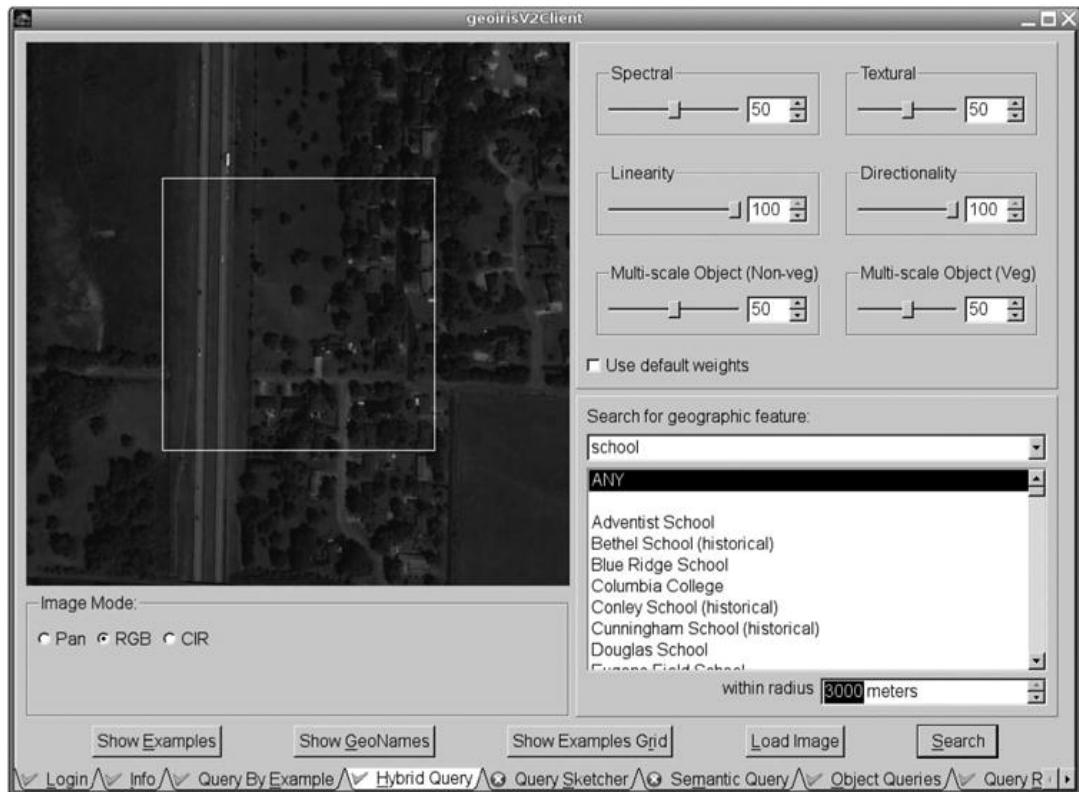 geoirisV2Client
Spectral
50
Textural
50
Linearity
100
Directionality
100
Multi-scale Object (Non-veg)
50
Multi-scale Object (Veg)
50
Use default weights
Search for geographic feature:
school
ANY
Adventist School
Bethel School (historical)
Blue Ridge School
Columbia College
Conley School (historical)
Cunningham School (historical)
Douglas School
Eugene Field School
within radius 3000 meters
Image Mode:
Pan RGB CIR
Show Examples Show GeoNames Show Examples Grid Load Image Search
Login Info Query By Example Hybrid Query Query Sketcher Semantic Query Object Queries Query R